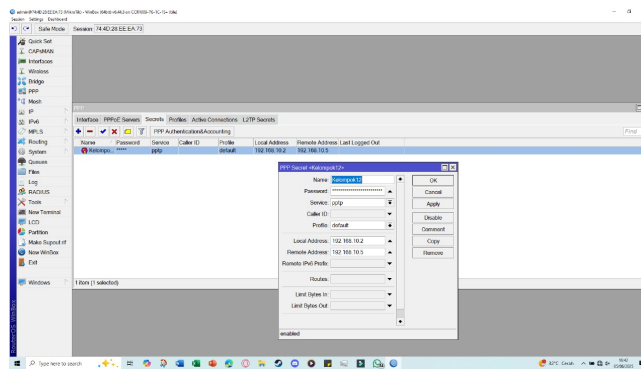 Session Settings Dashboard
Safe Mode Session: 74:4D:28:EE:EA:73
Quick Set
CAPsMAN
Interfaces
Wireless
Bridge
PPP
Mesh
IP
IPv6
MPLS
Routing
System
Queues
Files
Log
RADIUS
Tools
New Terminal
LCD
Partition
Make Supout.rif
New WinBox
Exit
Windows
PPP
Interface PPPoE Servers Secrets Profiles Active Connections L2TP Secrets
PPP Authentication&Accounting
Find
Name Password Service Caller ID Profile Local Address Remote Address Last Logged Out
Kelompo... ***** pptp default 192.168.10.2 192.168.10.5
1 item (1 selected)
PPP Secret <Kelompok12>
Name: Kelompok12
Password:
Service: pptp
Caller ID:
Profile: default
Local Address: 192.168.10.2
Remote Address: 192.168.10.5
Remote IPv6 Prefix:
Routes:
Limit Bytes In:
Limit Bytes Out:
enabled
OK
Cancel
Apply
Disable
Comment
Copy
Remove
RouterOS WinBox
Type here to search
32°C Cerah
16:42